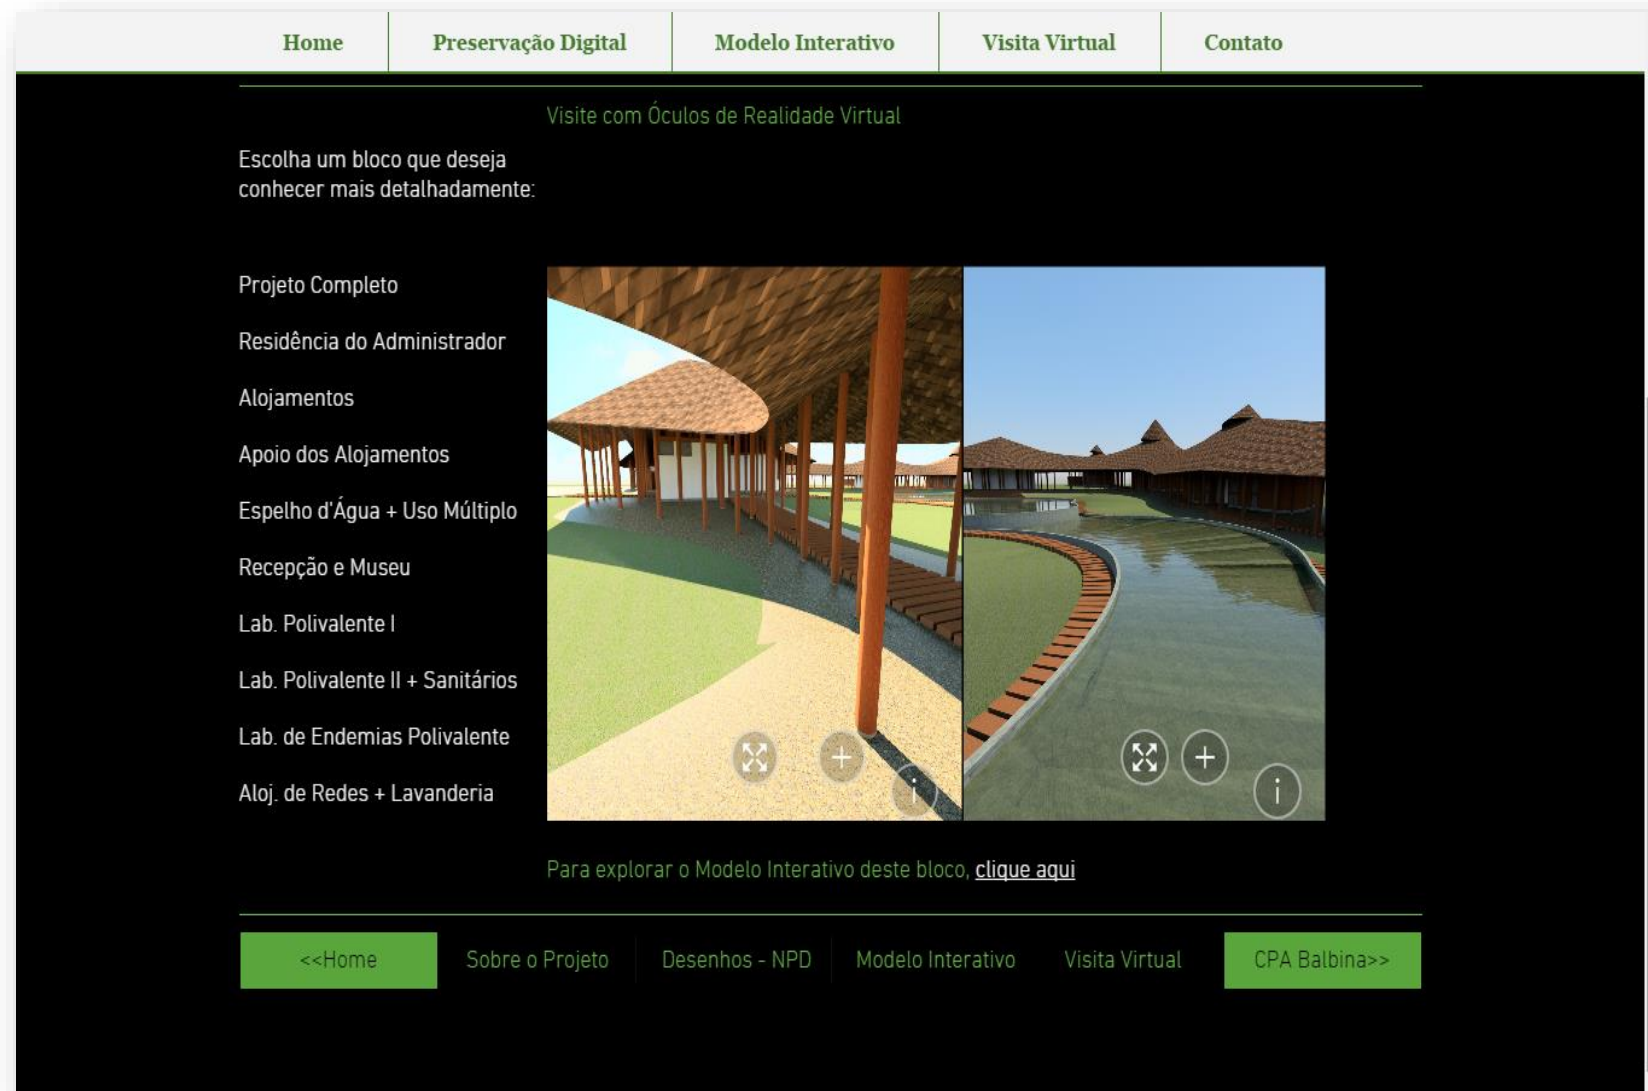 Home
Preservação Digital
Modelo Interativo
Visita Virtual
Contato
Visite com Óculos de Realidade Virtual
Escolha um bloco que deseja
conhecer mais detalhadamente:
Projeto Completo
Residência do Administrador
Alojamentos
Apoio dos Alojamentos
Espelho d'Água + Uso Múltiplo
Recepção e Museu
Lab. Polivalente I
Lab. Polivalente II + Sanitários
Lab. de Endemias Polivalente
Aloj. de Redes + Lavanderia
Para explorar o Modelo Interativo deste bloco, clique aqui
<<Home
Sobre o Projeto
Desenhos - NPD
Modelo Interativo
Visita Virtual
CPA Balbina>>